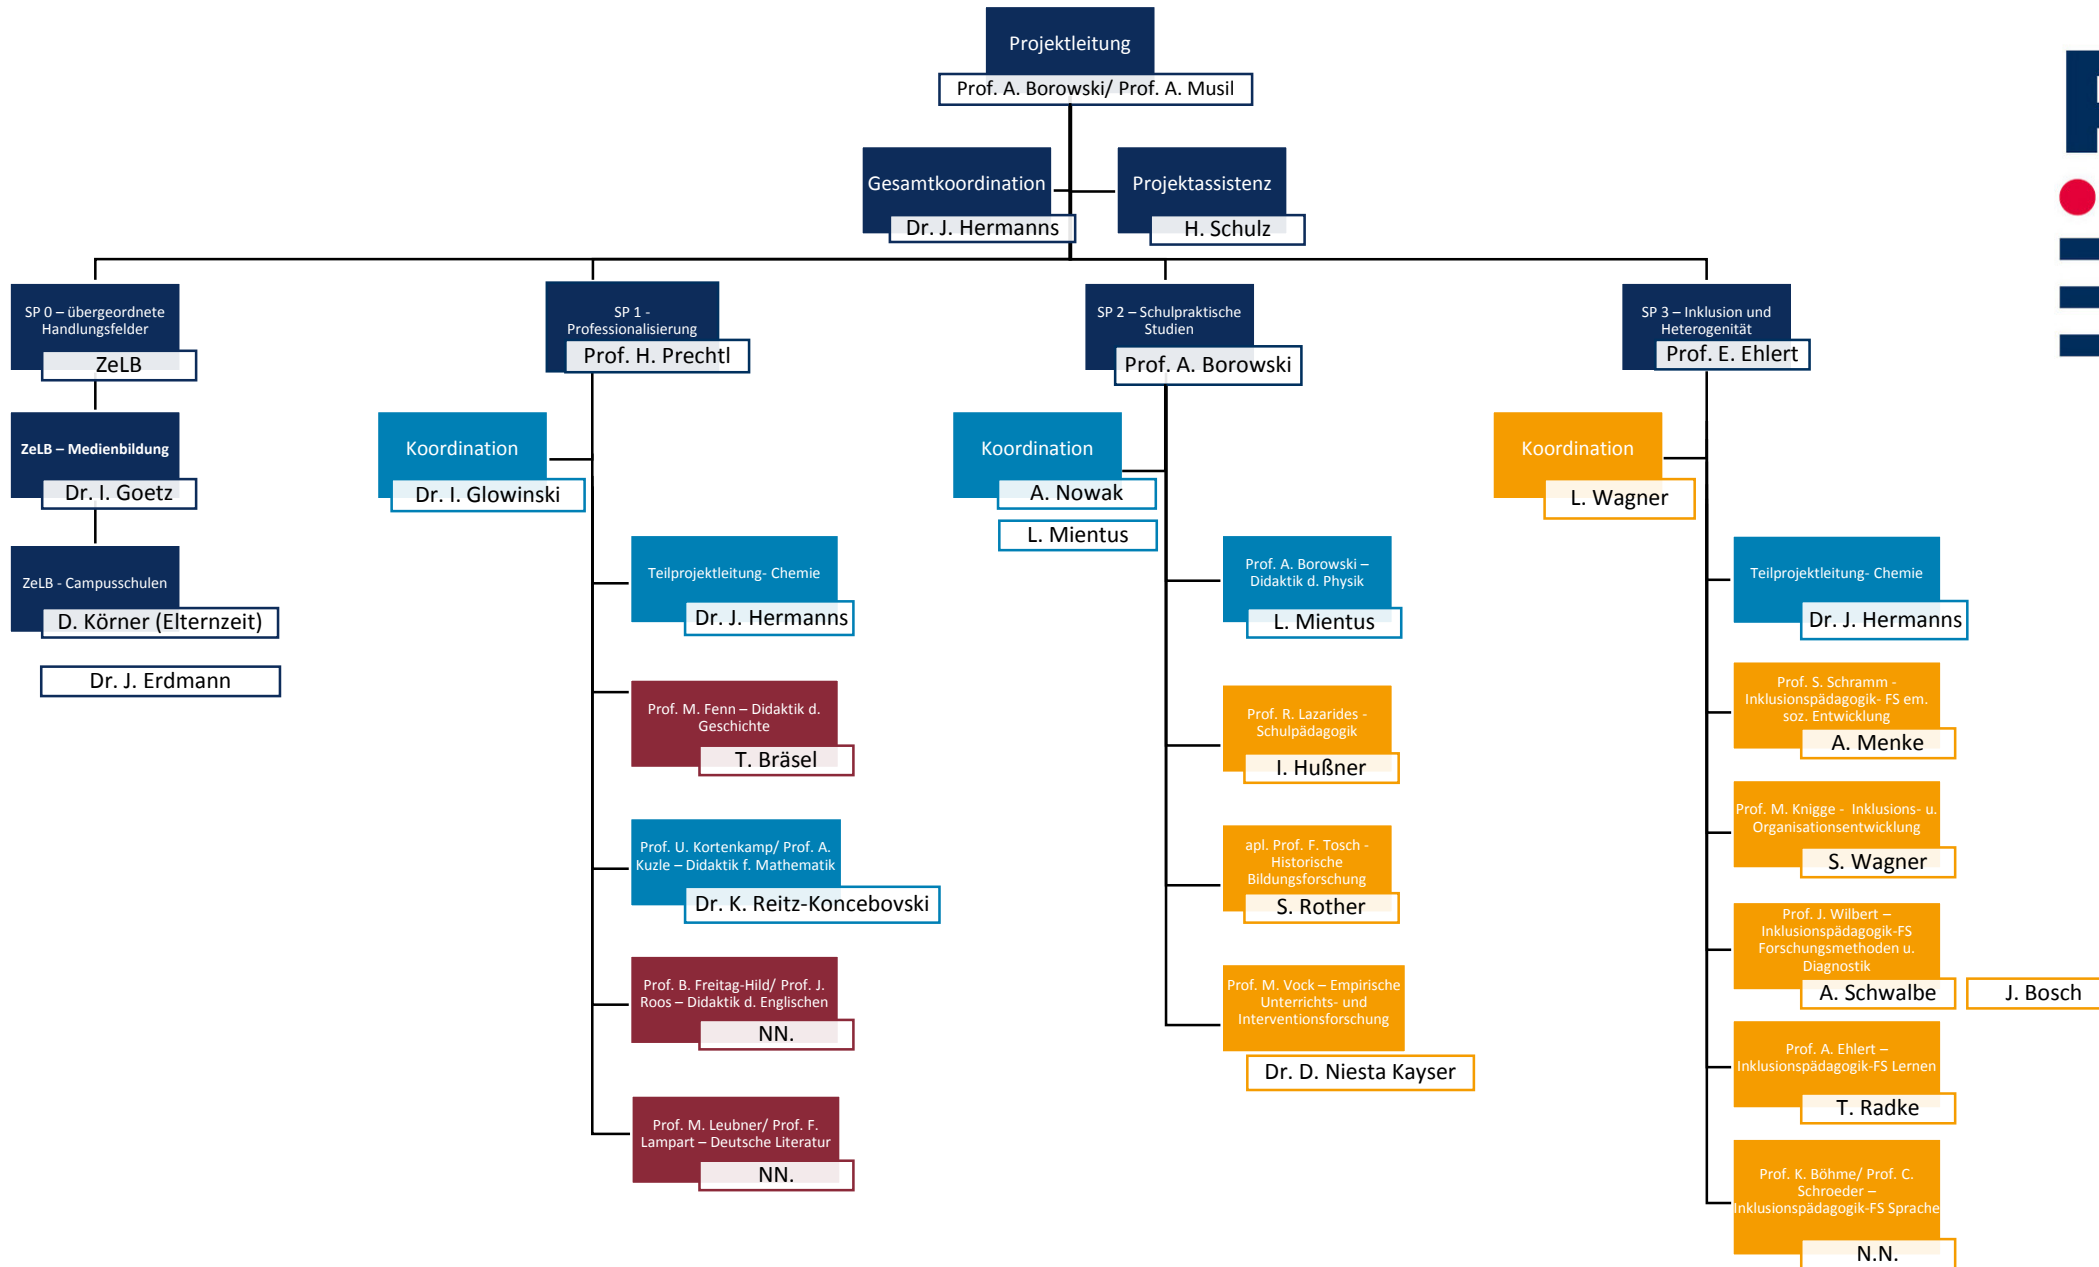 Projektleitung
Prof. A. Borowski/ Prof. A. Musil
Gesamtkoordination
Dr. J. Hermanns
Projektassistenz
H. Schulz
SP 0 – übergeordnete
Handlungsfelder
ZeLB
ZeLB – Medienbildung
Dr. I. Goetz
ZeLB - Campusschulen
D. Körner (Elternzeit)
Dr. J. Erdmann
SP 1 -
Professionalisierung
Prof. H. Prechtl
Koordination
Dr. I. Glowinski
Teilprojektleitung- Chemie
Dr. J. Hermanns
Prof. M. Fenn – Didaktik d.
Geschichte
T. Bräsel
Prof. U. Kortenkamp/ Prof. A.
Kuzle – Didaktik f. Mathematik
Dr. K. Reitz-Koncebovski
Prof. B. Freitag-Hild/ Prof. J.
Roos – Didaktik d. Englischen
NN.
Prof. M. Leubner/ Prof. F.
Lampart – Deutsche Literatur
NN.
SP 2 – Schulpraktische
Studien
Prof. A. Borowski
Koordination
A. Nowak
L. Mientus
Prof. A. Borowski –
Didaktik d. Physik
L. Mientus
Prof. R. Lazarides -
Schulpädagogik
I. Hußner
apl. Prof. F. Tosch -
Historische
Bildungsforschung
S. Rother
Prof. M. Vock – Empirische
Unterrichts- und
Interventionsforschung
Dr. D. Niesta Kayser
SP 3 – Inklusion und
Heterogenität
Prof. E. Ehlert
Koordination
L. Wagner
Teilprojektleitung- Chemie
Dr. J. Hermanns
Prof. S. Schramm -
Inklusionspädagogik- FS em.
soz. Entwicklung
A. Menke
Prof. M. Knigge - Inklusions- u.
Organisationsentwicklung
S. Wagner
Prof. J. Wilbert –
Inklusionspädagogik-FS
Forschungsmethoden u.
Diagnostik
A. Schwalbe
J. Bosch
Prof. A. Ehlert –
Inklusionspädagogik-FS Lernen
T. Radke
Prof. K. Böhme/ Prof. C.
Schroeder –
Inklusionspädagogik-FS Sprache
N.N.